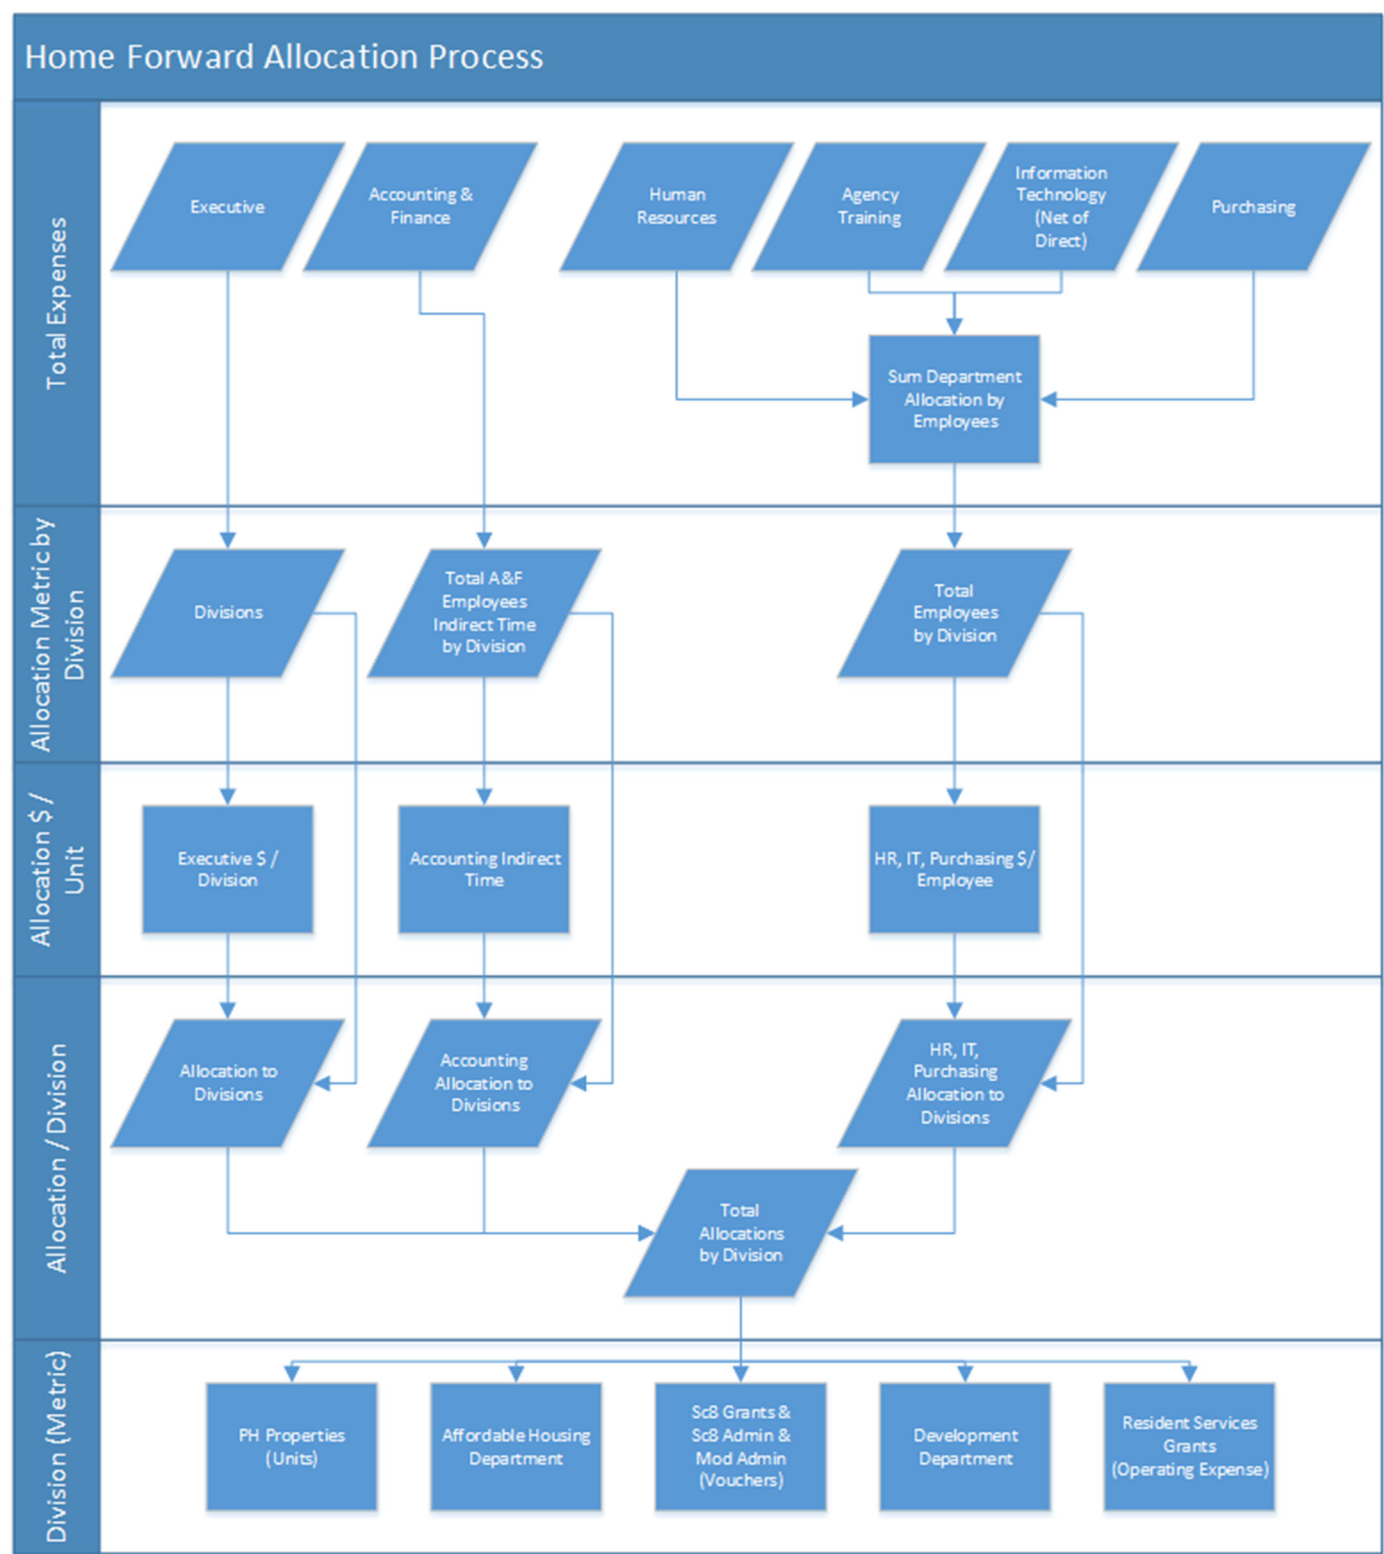 Home Forward Allocation Process
Total Expenses
Executive
Accounting &
Finance
Human
Resources
Agency
Training
Information
Technology
(Net of
Direct)
Purchasing
Sum Department
Allocation by
Employees
Allocation Metric by
Division
Divisions
Total A&F
Employees
Indirect Time
by Division
Total
Employees
by Division
Allocation $ /
Unit
Executive $ /
Division
Accounting Indirect
Time
HR, IT, Purchasing $/
Employee
Allocation / Division
Allocation to
Divisions
Accounting
Allocation to
Divisions
HR, IT,
Purchasing
Allocation to
Divisions
Total
Allocations
by Division
Division (Metric)
PH Properties
(Units)
Affordable Housing
Department
Sc8 Grants &
Sc8 Admin &
Mod Admin
(Vouchers)
Development
Department
Resident Services
Grants
(Operating Expense)